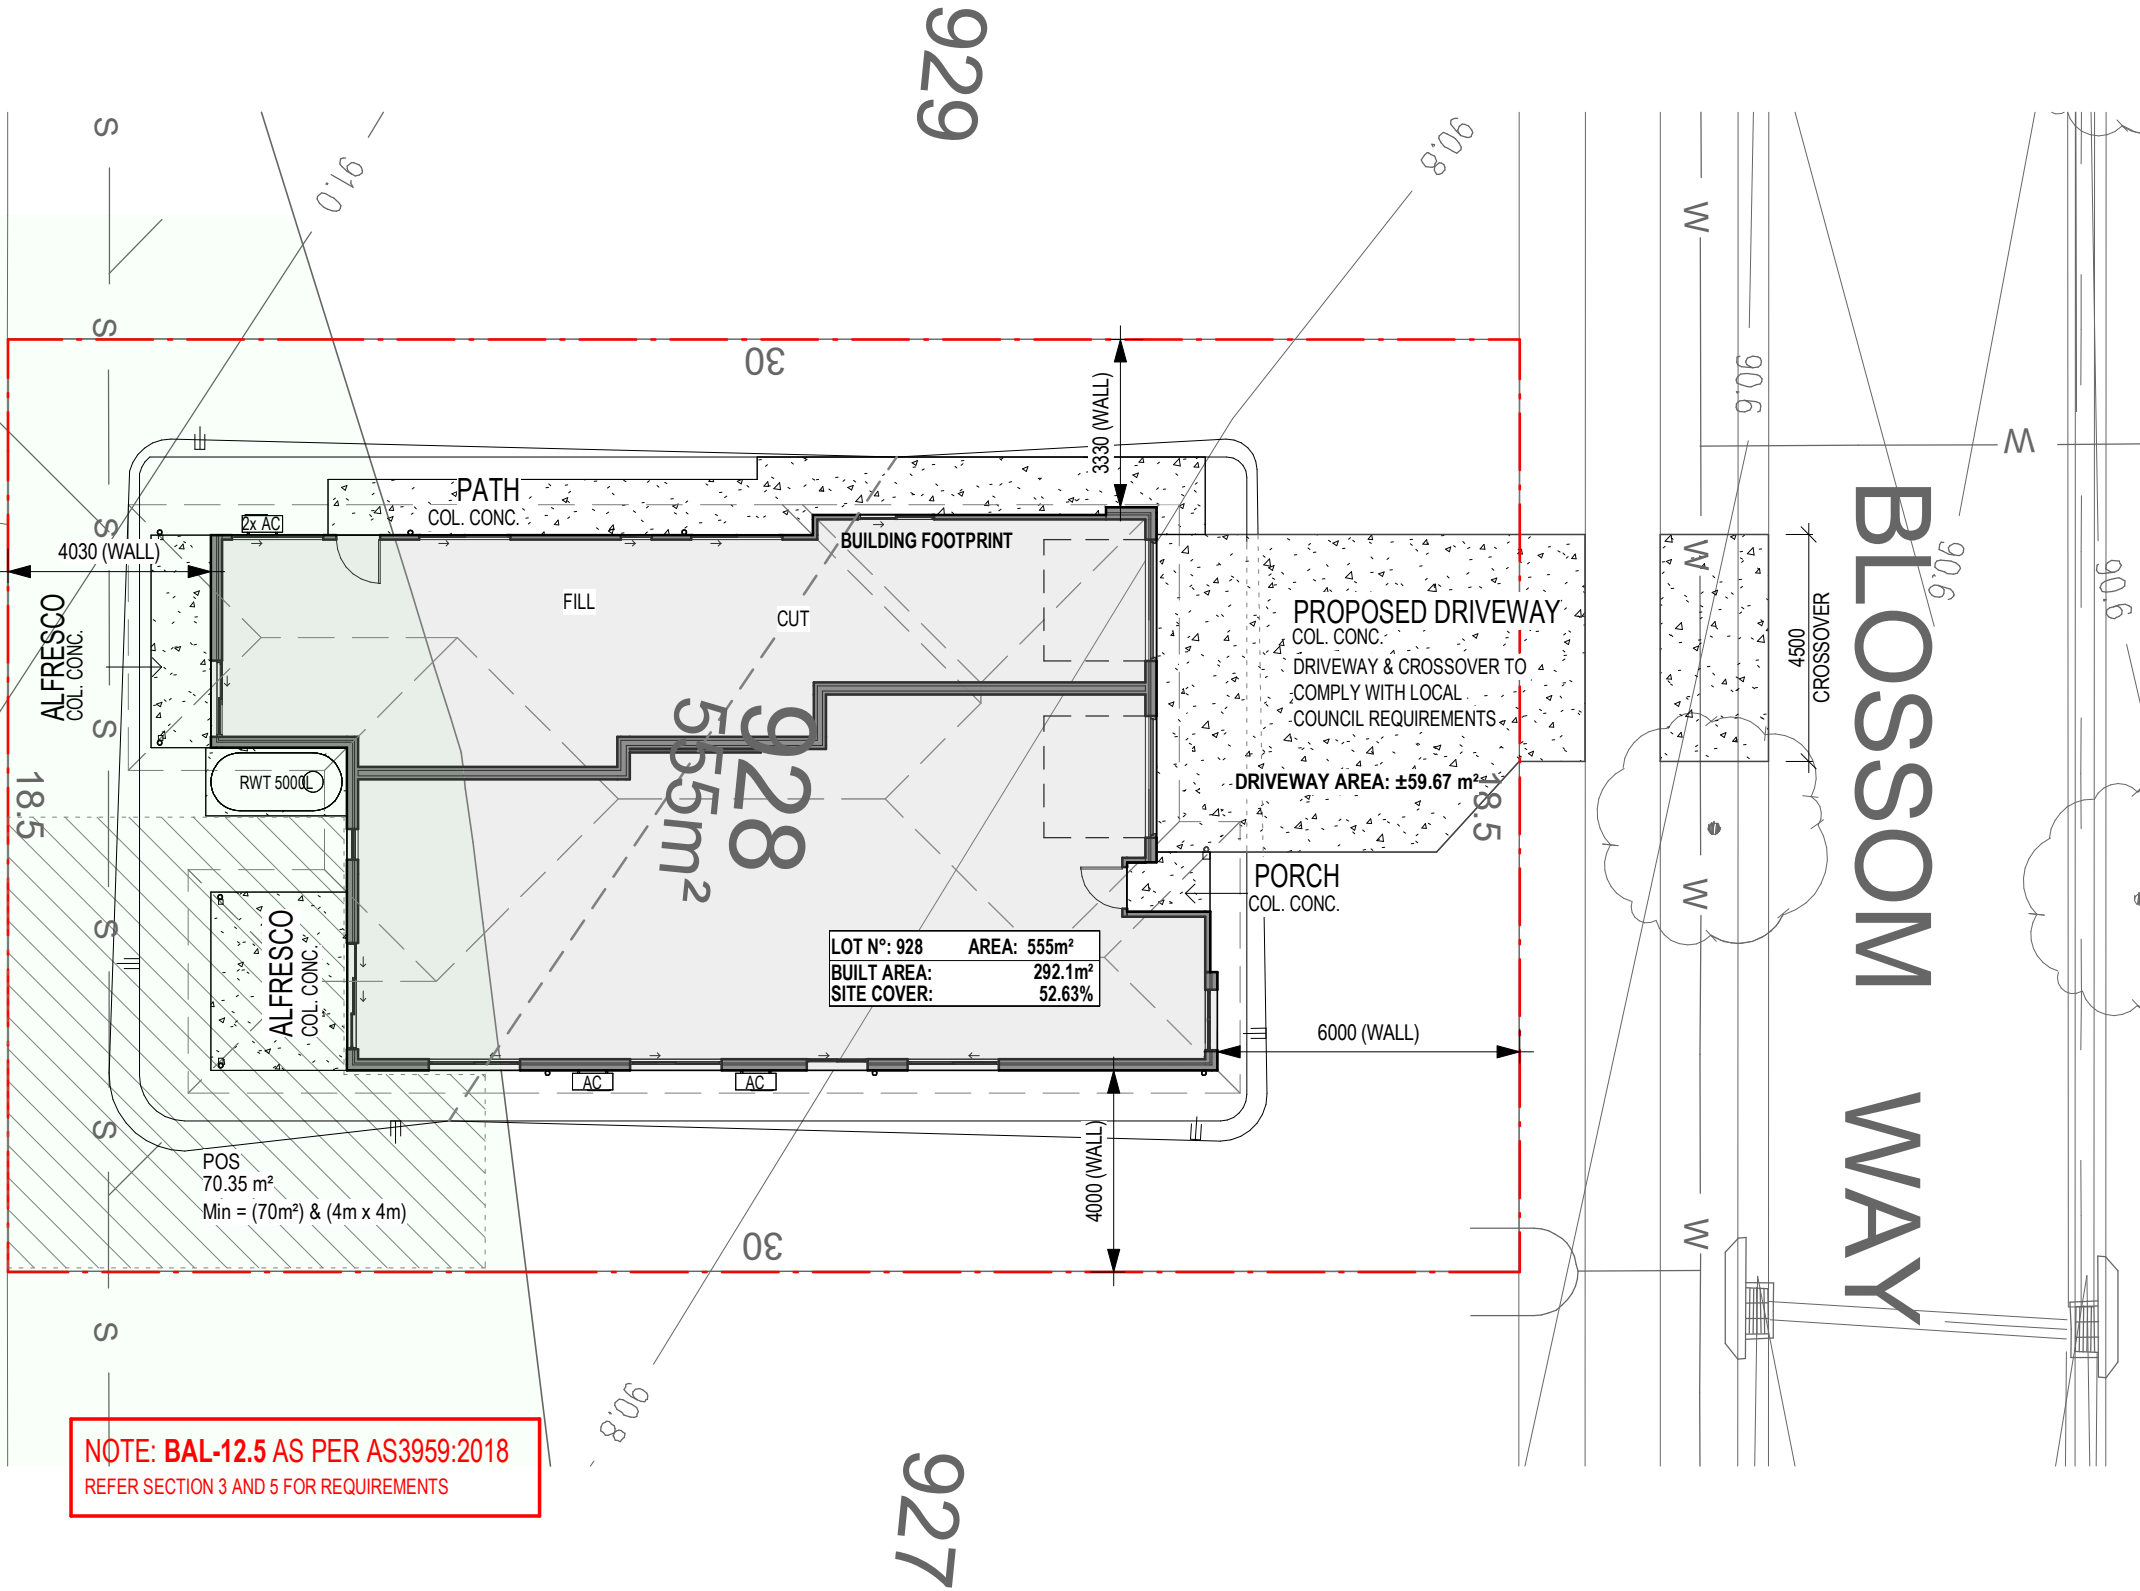 929
S
91.0
90.8
W
S
30
3330 (WALL)
90.6
W
PATH
COL. CONC.
2x AC
S
4030 (WALL)
BUILDING FOOTPRINT
W
90.6
90.6
BLOSSOM WAY
ALFRESCO
COL. CONC.
FILL
CUT
PROPOSED DRIVEWAY
COL. CONC.
DRIVEWAY & CROSSOVER TO
COMPLY WITH LOCAL
COUNCIL REQUIREMENTS
4500
CROSSOVER
S
928
555m²
RWT 5000L
DRIVEWAY AREA: ±59.67 m²
18.5
18.5
PORCH
COL. CONC.
W
S
ALFRESCO
COL. CONC.
LOT N°: 928 AREA: 555m²
BUILT AREA: 292.1m²
SITE COVER: 52.63%
6000 (WALL)
AC
AC
S
4000 (WALL)
POS
70.35 m²
Min = (70m²) & (4m x 4m)
30
W
S
90.8
NOTE: BAL-12.5 AS PER AS3959:2018
REFER SECTION 3 AND 5 FOR REQUIREMENTS
927